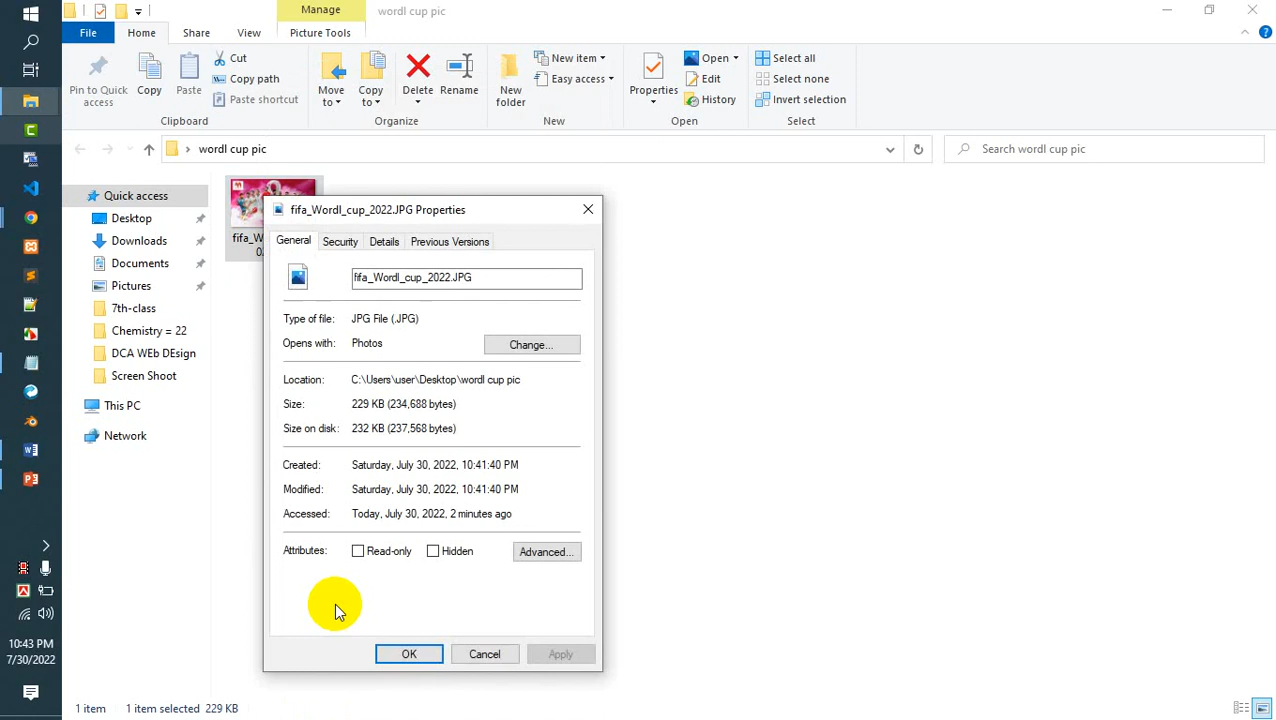 Manage
wordl cup pic
File
Home
Share
View
Picture Tools
Pin to Quick
access
Copy
Paste
Cut
Copy path
Paste shortcut
Clipboard
Move
to
Copy
to
Delete
Rename
Organize
New
folder
New item
Easy access
New
Properties
Open
Edit
History
Open
Select all
Select none
Invert selection
Select
wordl cup pic
Search wordl cup pic
Quick access
Desktop
Downloads
Documents
Pictures
7th-class
Chemistry = 22
DCA WEb DEsign
Screen Shoot
This PC
Network
fifa_Wordl_cup_2022.JPG Properties
General
Security
Details
Previous Versions
fifa_Wordl_cup_2022.JPG
Type of file: JPG File (.JPG)
Opens with: Photos
Change...
Location: C:\Users\user\Desktop\wordl cup pic
Size: 229 KB (234,688 bytes)
Size on disk: 232 KB (237,568 bytes)
Created: Saturday, July 30, 2022, 10:41:40 PM
Modified: Saturday, July 30, 2022, 10:41:40 PM
Accessed: Today, July 30, 2022, 2 minutes ago
Attributes: Read-only Hidden Advanced...
OK Cancel Apply
10:43 PM
7/30/2022
1 item 1 item selected 229 KB